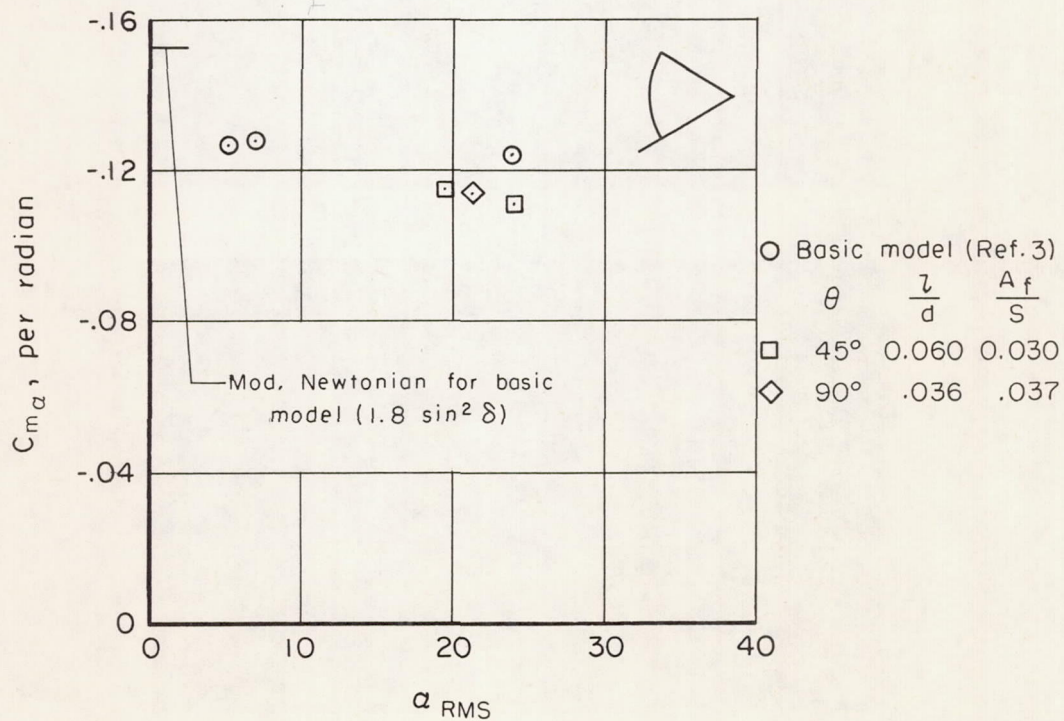 -.16
-.12
-.08
-.04
0
C_mα, per radian
0 10 20 30 40
α RMS
Mod. Newtonian for basic
model (1.8 sin² δ)
Basic model (Ref. 3)
θ l/d A_f/S
45° 0.060 0.030
90° .036 .037